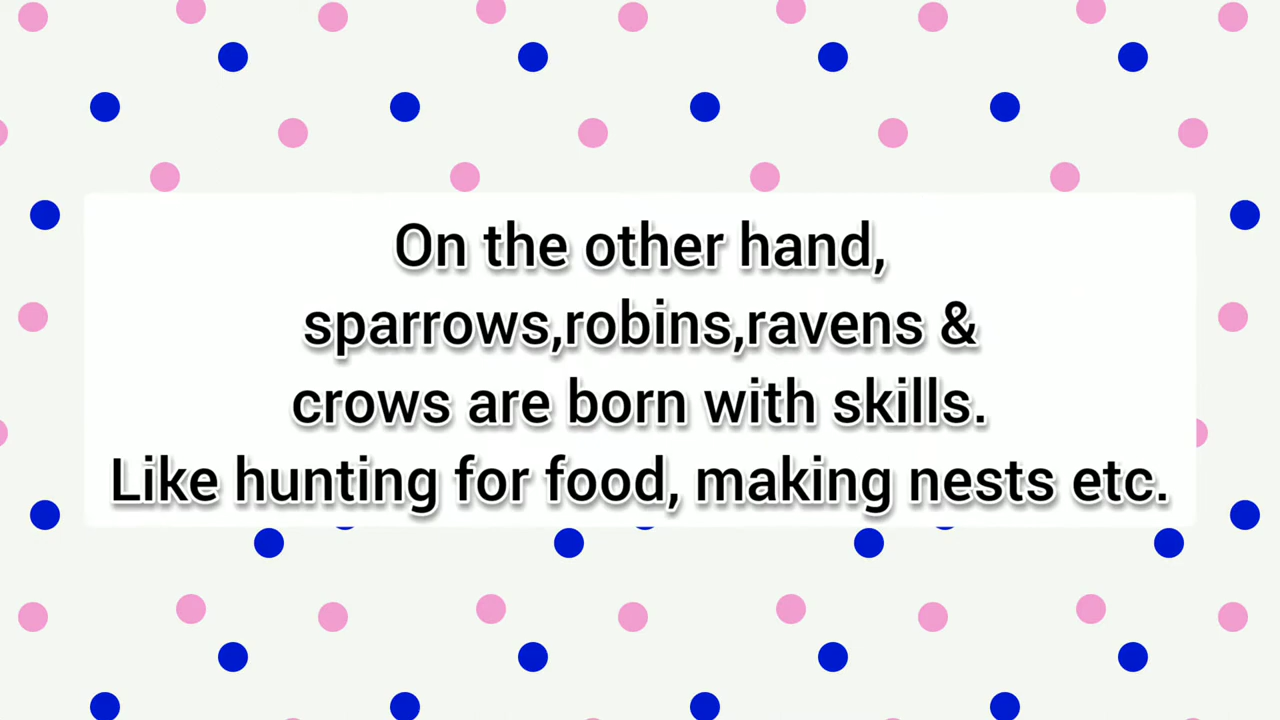 On the other hand,
sparrows,robins,ravens &
crows are born with skills.
Like hunting for food, making nests etc.